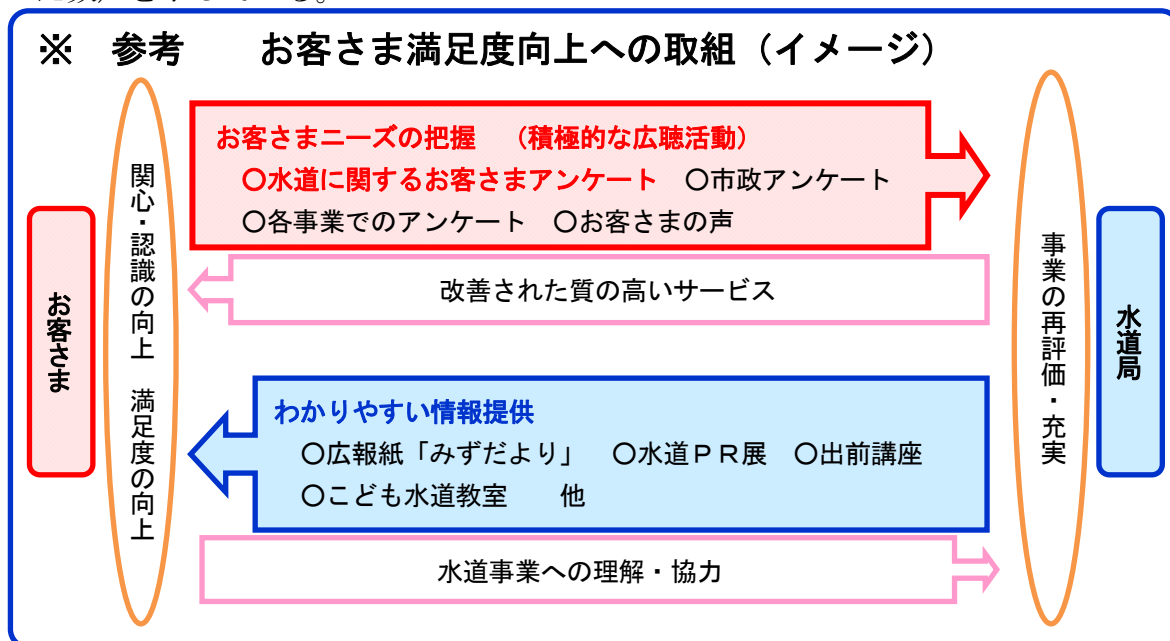 ※　参考　　お客さま満足度向上への取組（イメージ）
お客さまニーズの把握　（積極的な広聴活動）
○水道に関するお客さまアンケート　○市政アンケート
○各事業でのアンケート　○お客さまの声
改善された質の高いサービス
お客さま
関心・認識の向上　満足度の向上
事業の再評価・充実
水道局
わかりやすい情報提供
○広報紙「みずだより」　○水道ＰＲ展　○出前講座
○こども水道教室　　他
水道事業への理解・協力